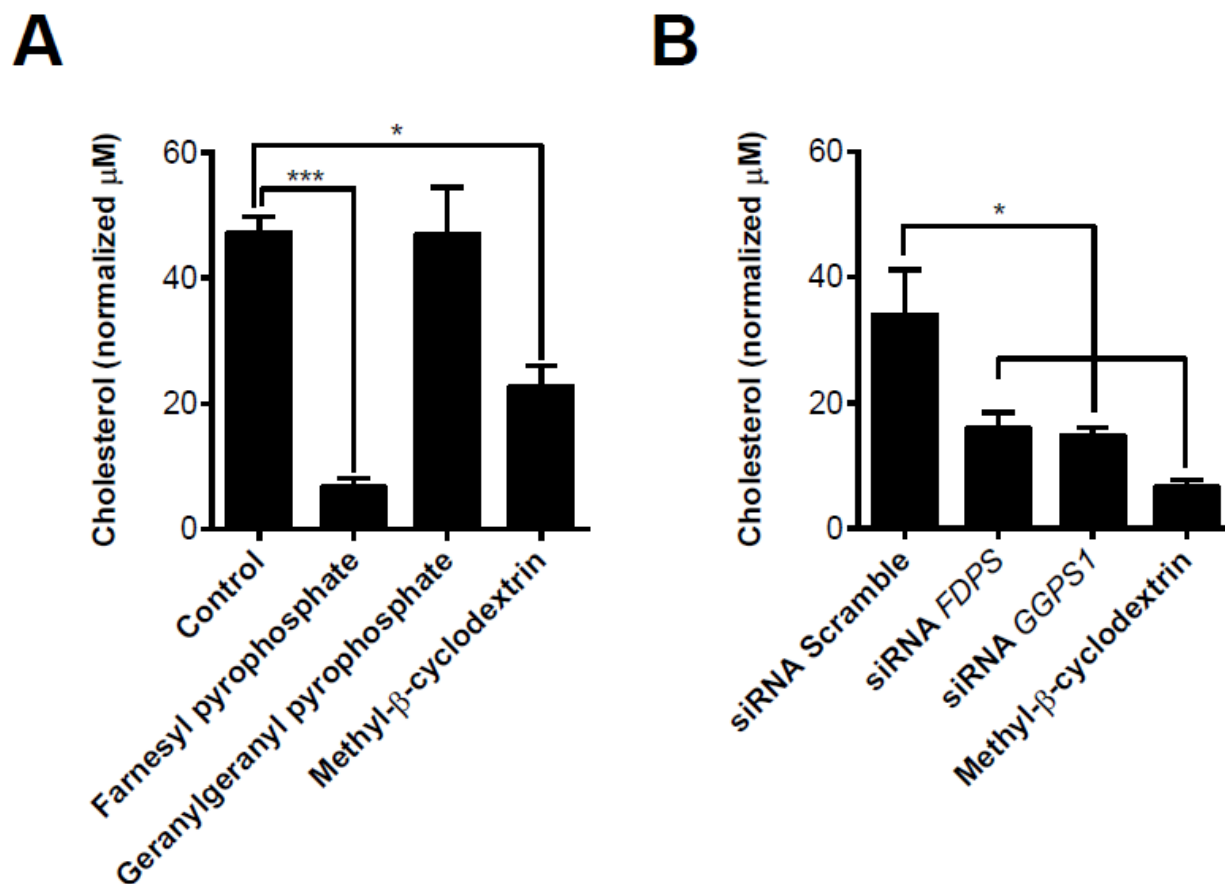 A
Cholesterol (normalized μM)
60
40
20
0
*
***
Control
Farnesyl pyrophosphate
Geranylgeranyl pyrophosphate
Methyl-β-cyclodextrin
B
Cholesterol (normalized μM)
60
40
20
0
*
siRNA Scramble
siRNA FDPS
siRNA GGPS1
Methyl-β-cyclodextrin